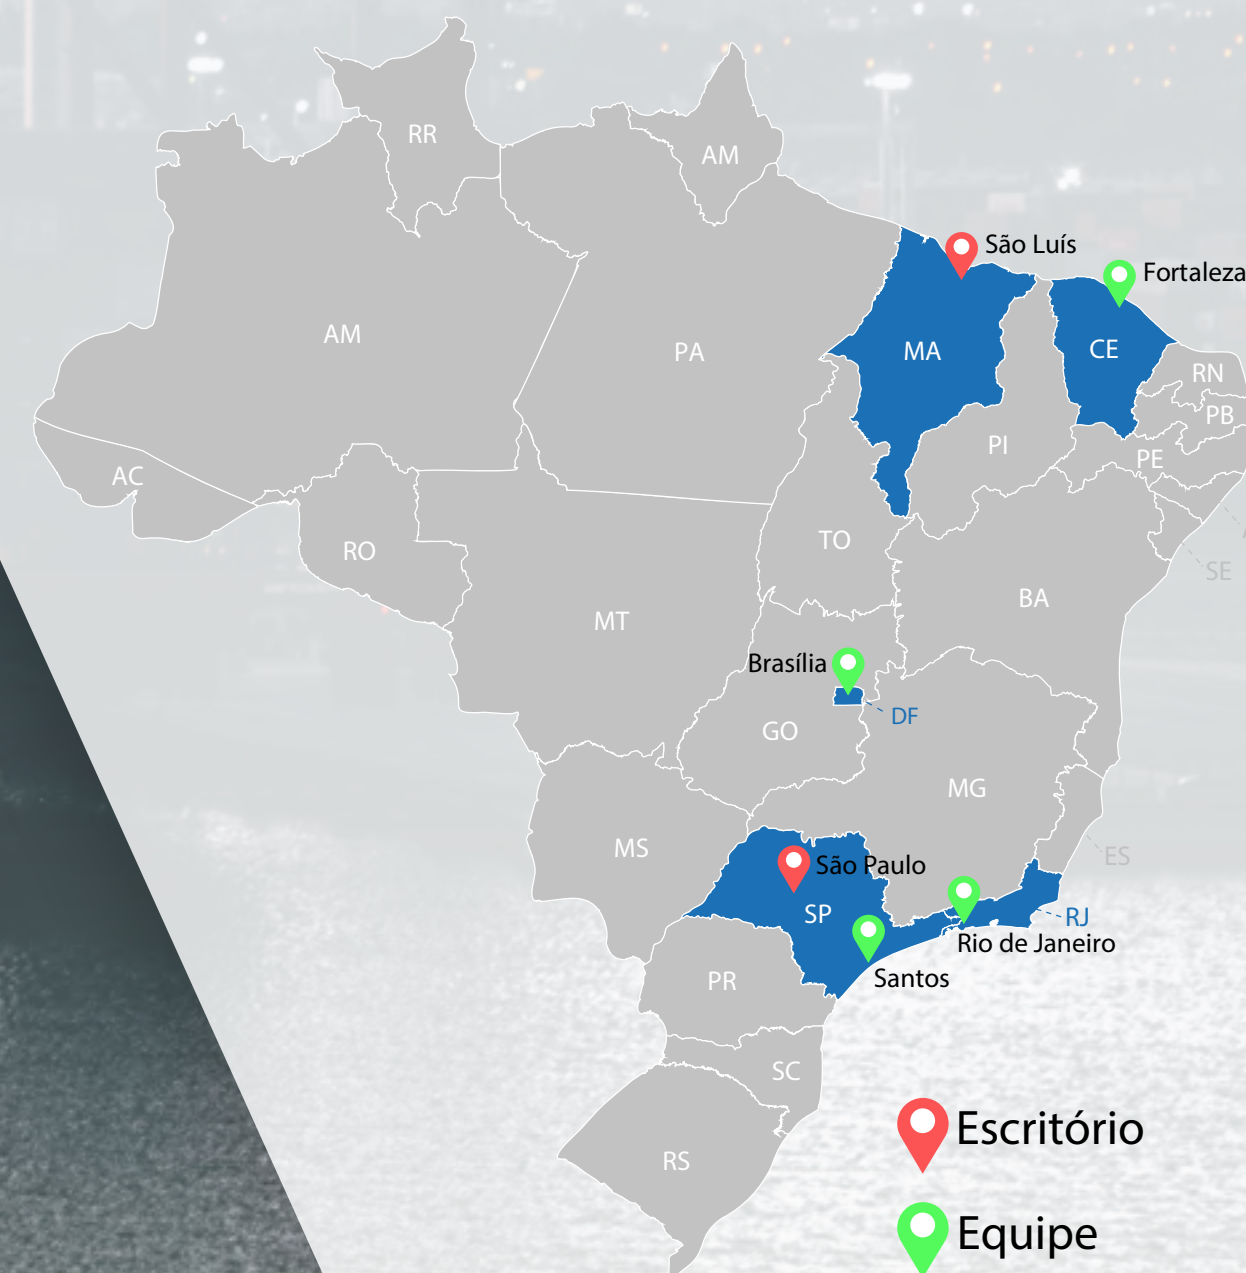 RR
AM
São Luís
Fortaleza
AM
PA
MA
CE
RN
PB
PI
PE
AC
TO
RO
SE
BA
MT
Brasília
DF
GO
MG
MS
ES
São Paulo
SP
RJ
Rio de Janeiro
Santos
PR
SC
Escritório
RS
Equipe